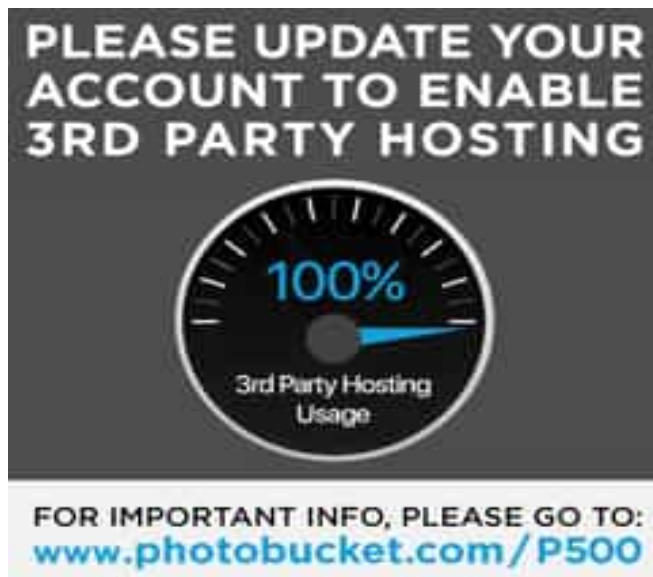 PLEASE UPDATE YOUR
ACCOUNT TO ENABLE
3RD PARTY HOSTING
100%
3rd Party Hosting
Usage
FOR IMPORTANT INFO, PLEASE GO TO:
www.photobucket.com/P500